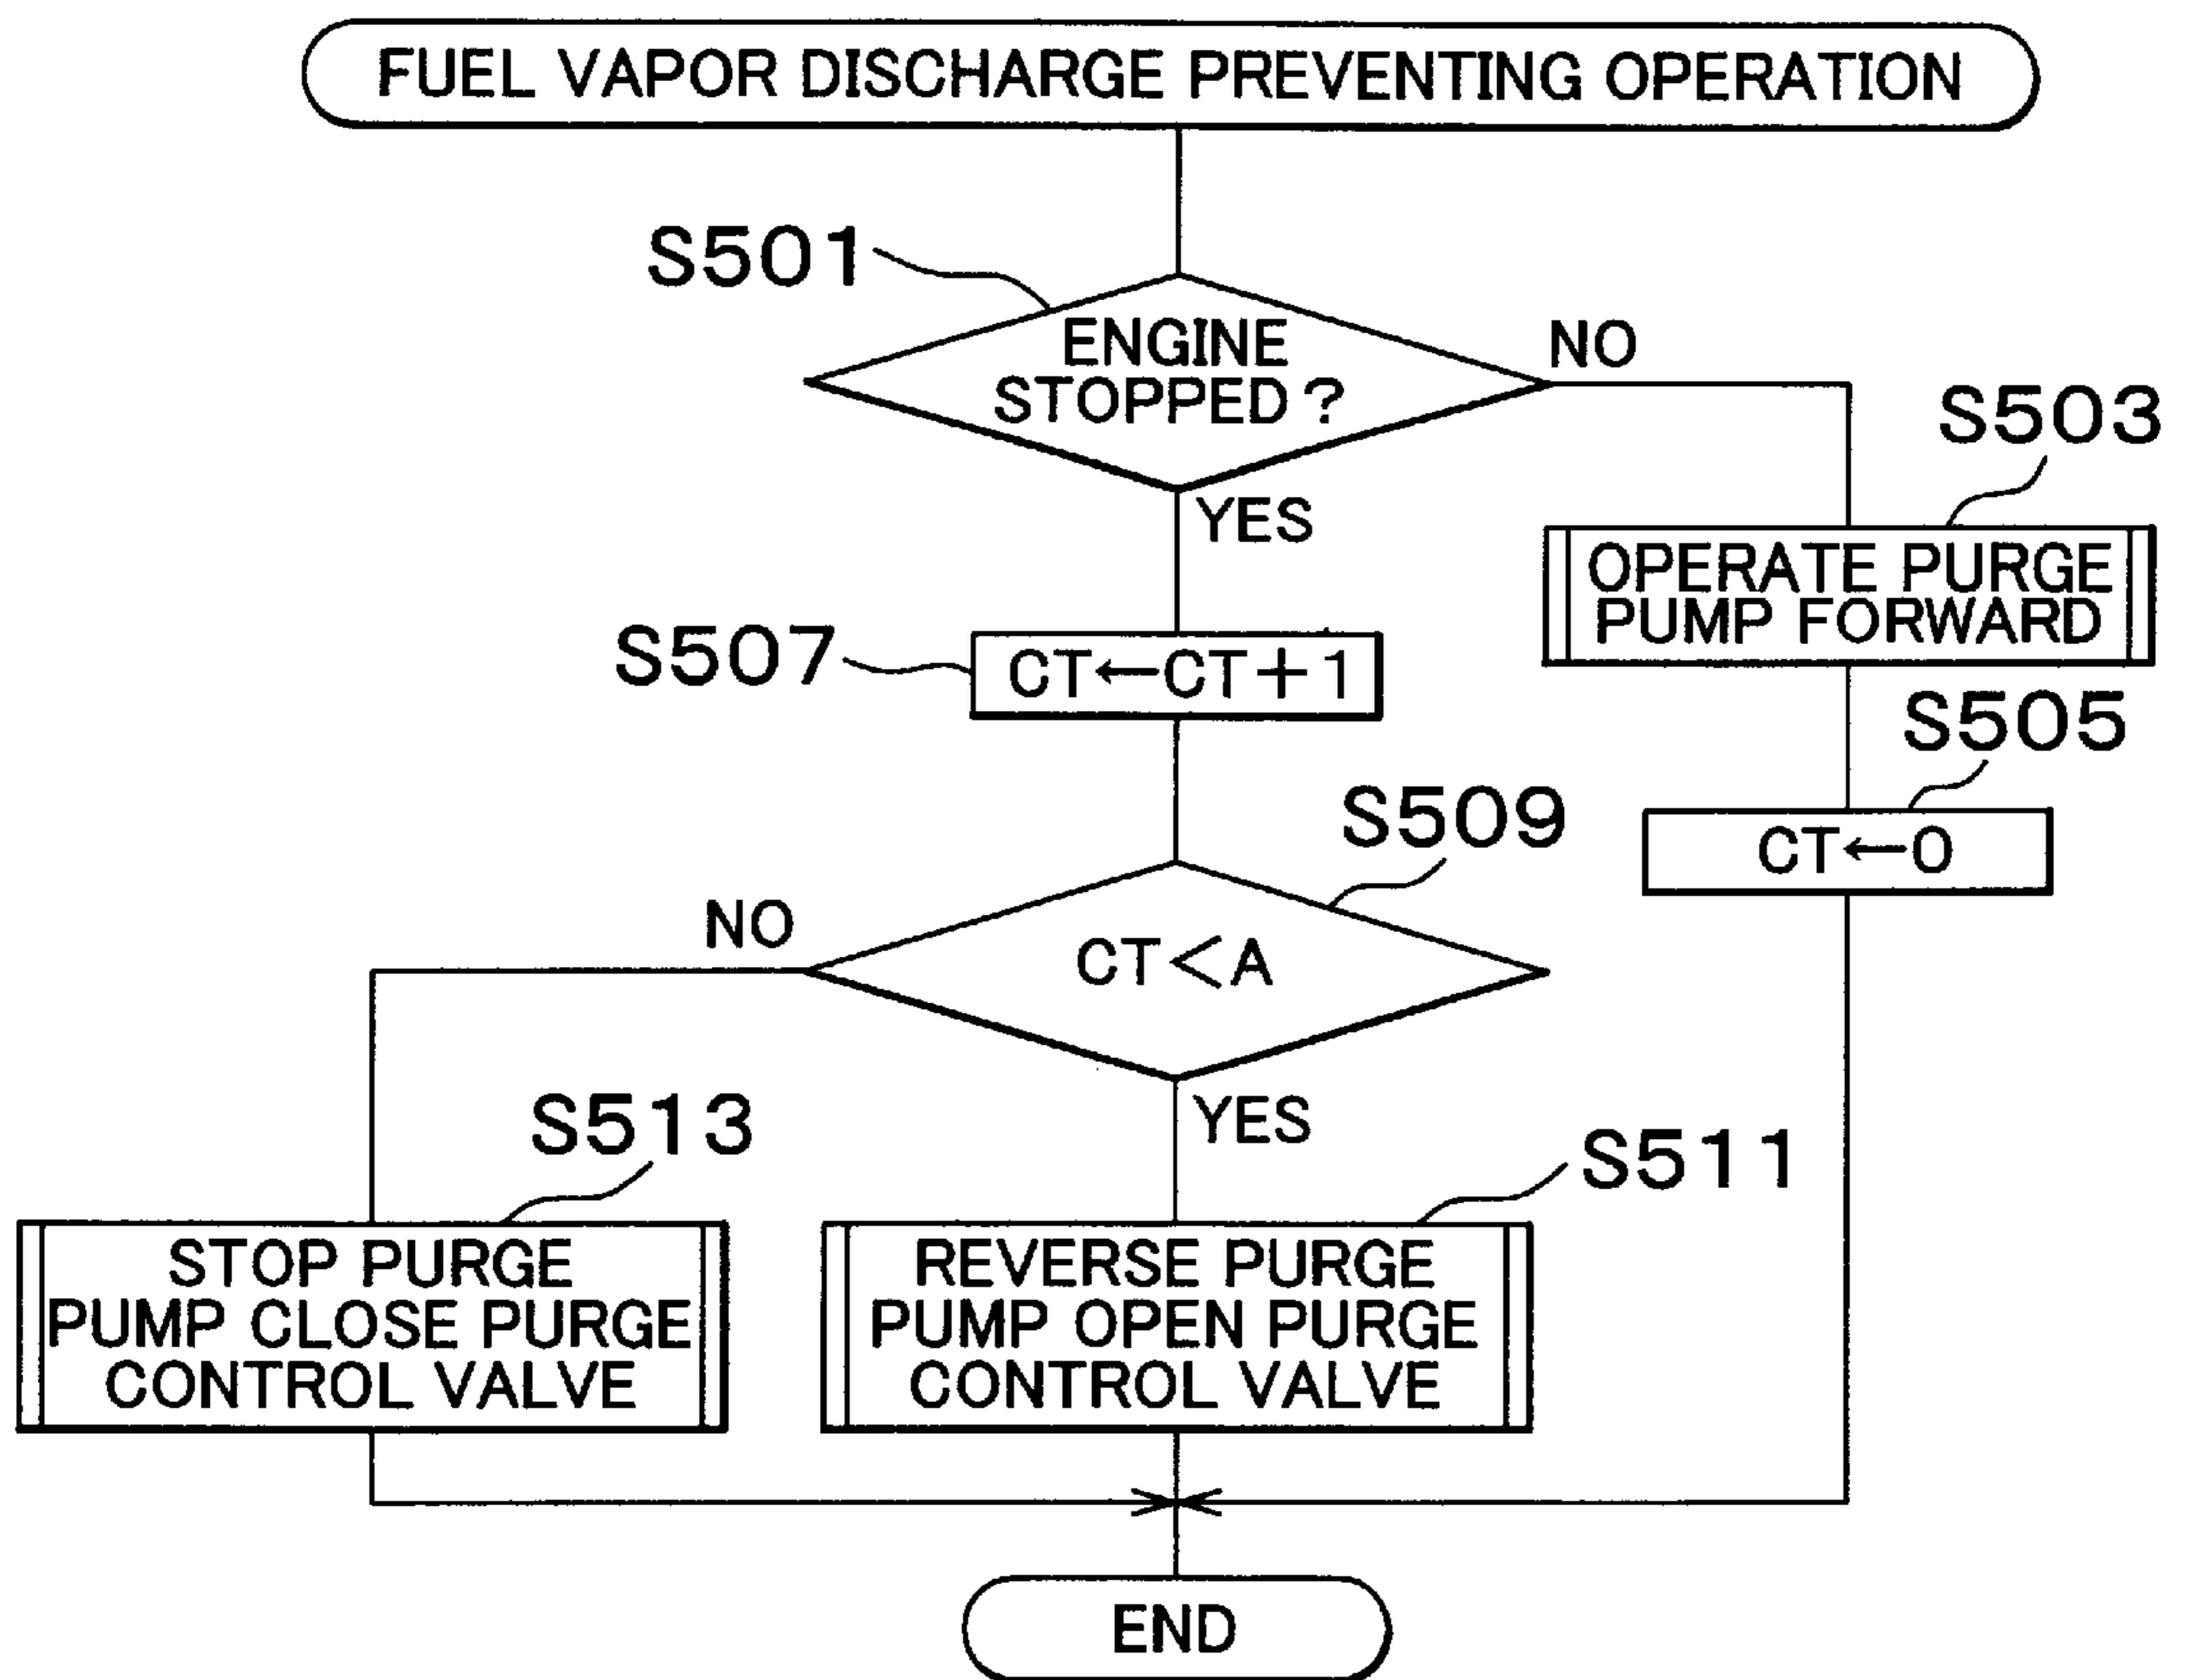 FUEL VAPOR DISCHARGE PREVENTING OPERATION
S501
ENGINE
STOPPED ?
NO
YES
S503
OPERATE PURGE
PUMP FORWARD
S507
CT←CT+1
S505
CT←0
S509
CT<A
NO
YES
S513
STOP PURGE
PUMP CLOSE PURGE
CONTROL VALVE
S511
REVERSE PURGE
PUMP OPEN PURGE
CONTROL VALVE
END